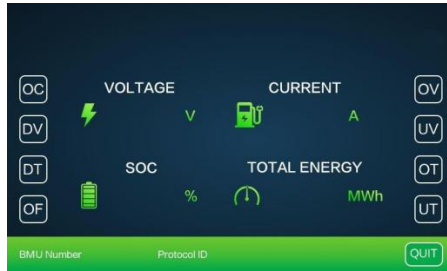 OC
VOLTAGE
CURRENT
OV
V
A
DV
UV
DT
SOC
TOTAL ENERGY
OT
%
MWh
OF
UT
BMU Number
Protocol ID
QUIT